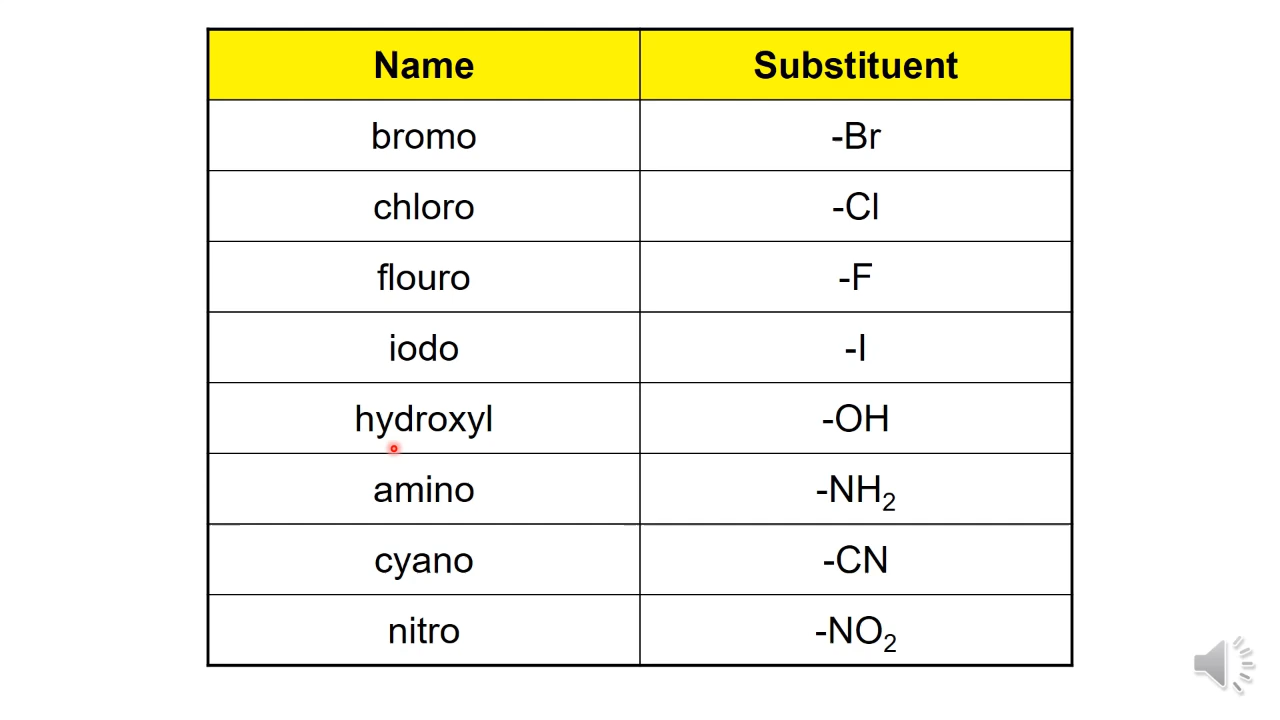 Name Substituent
bromo -Br
chloro -Cl
flouro -F
iodo -I
hydroxyl -OH
amino -NH₂
cyano -CN
nitro -NO₂